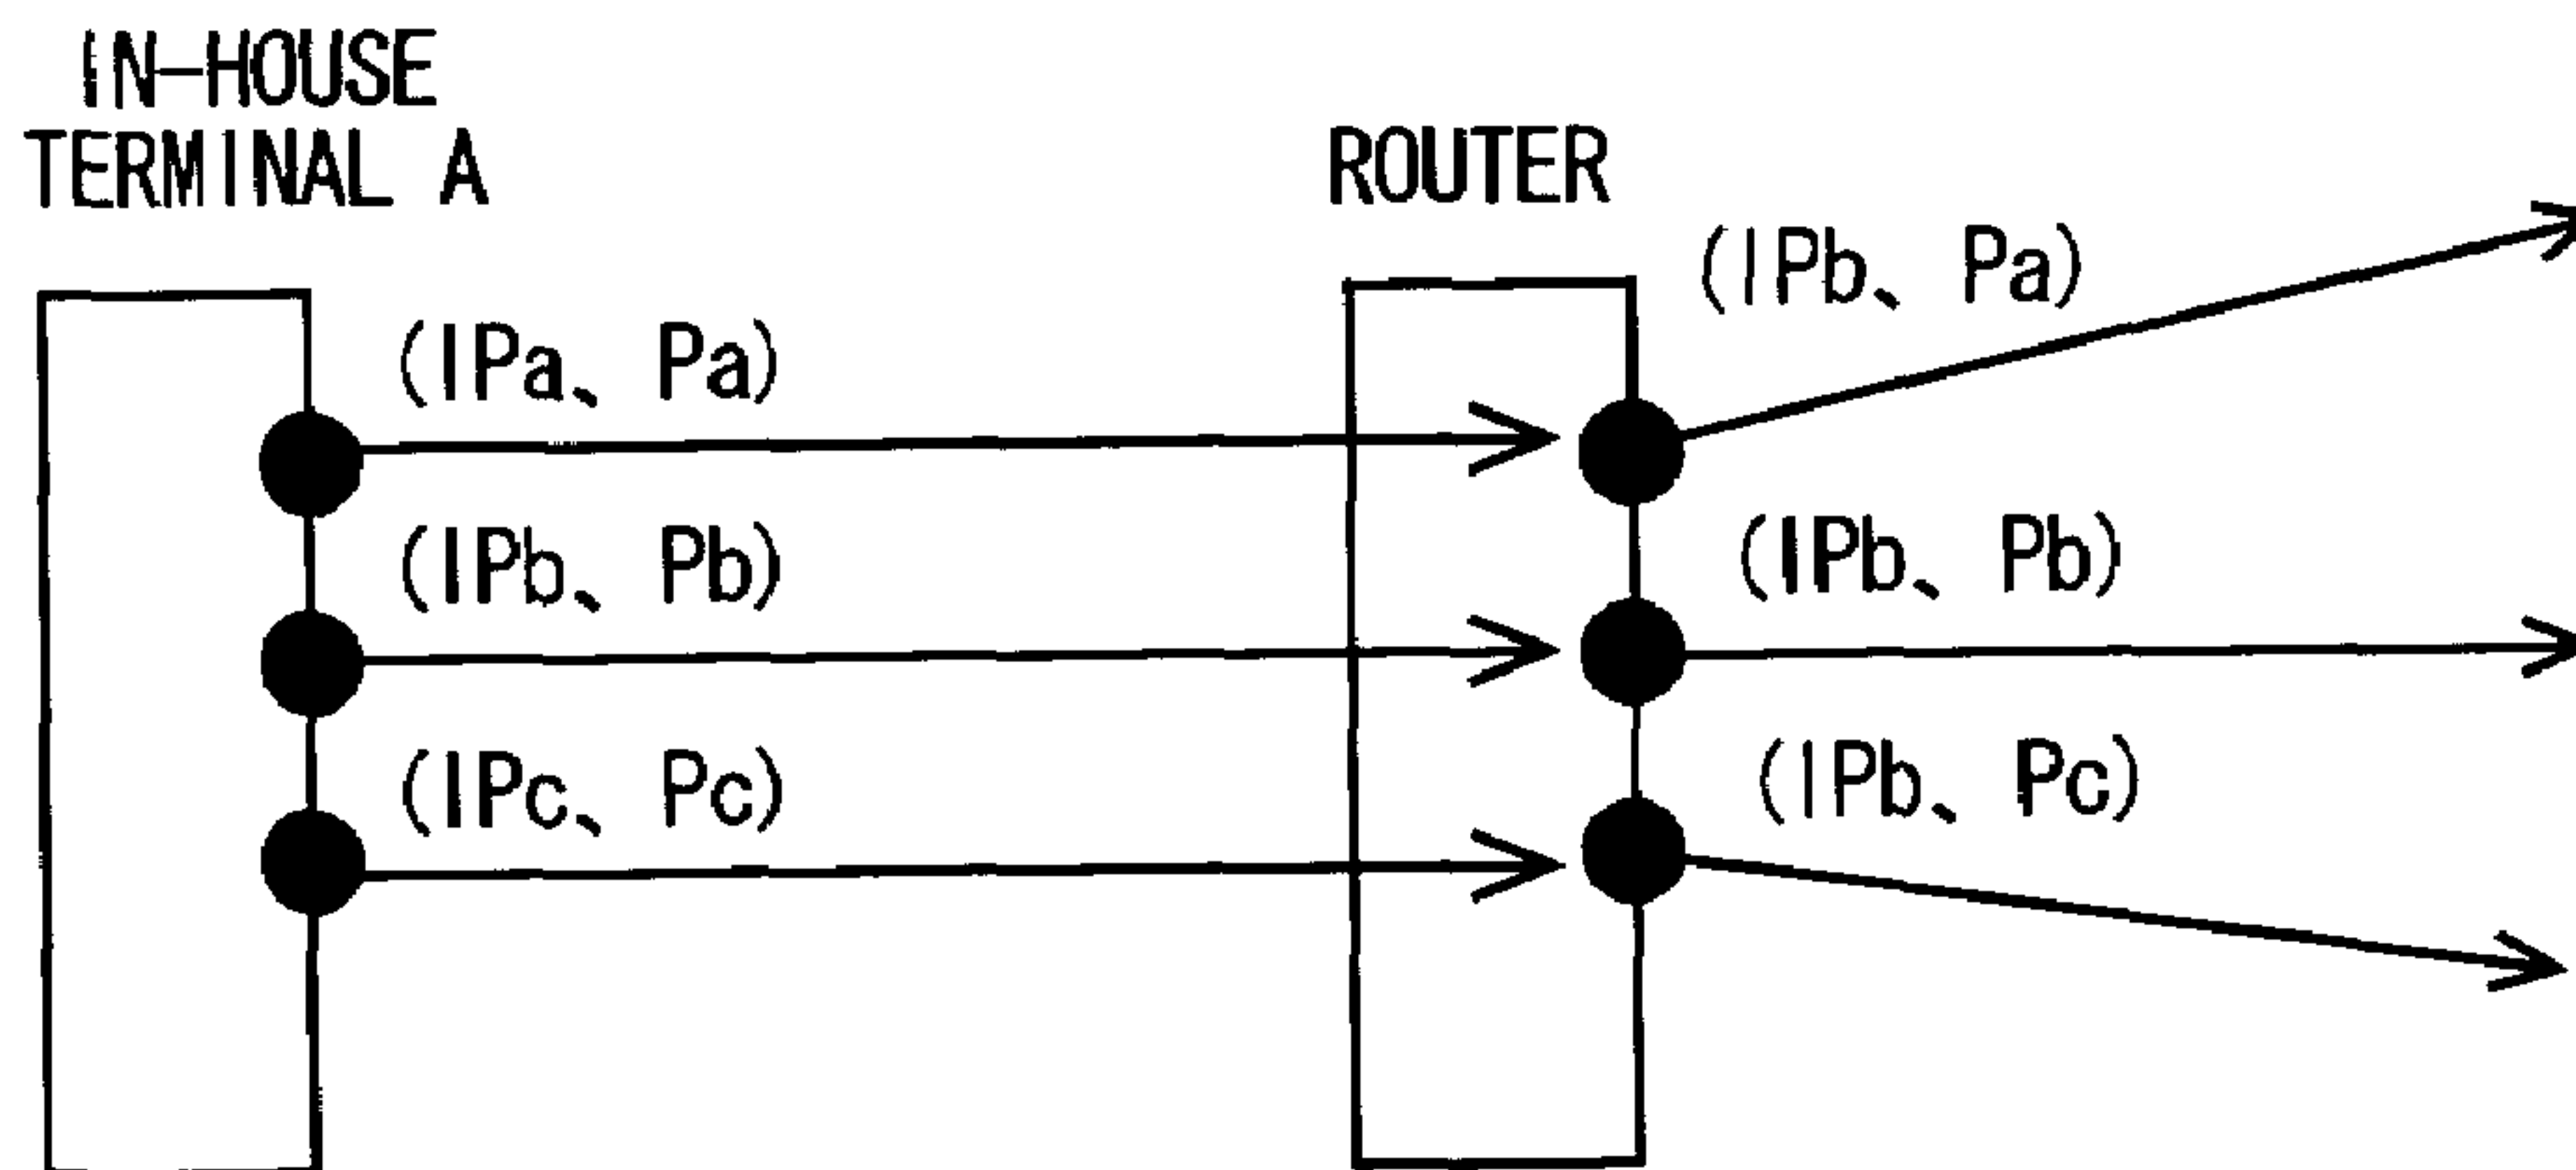 IN-HOUSE
TERMINAL A
ROUTER
(IPb、Pa)
(IPa、Pa)
(IPb、Pb)
(IPb、Pb)
(IPc、Pc)
(IPb、Pc)